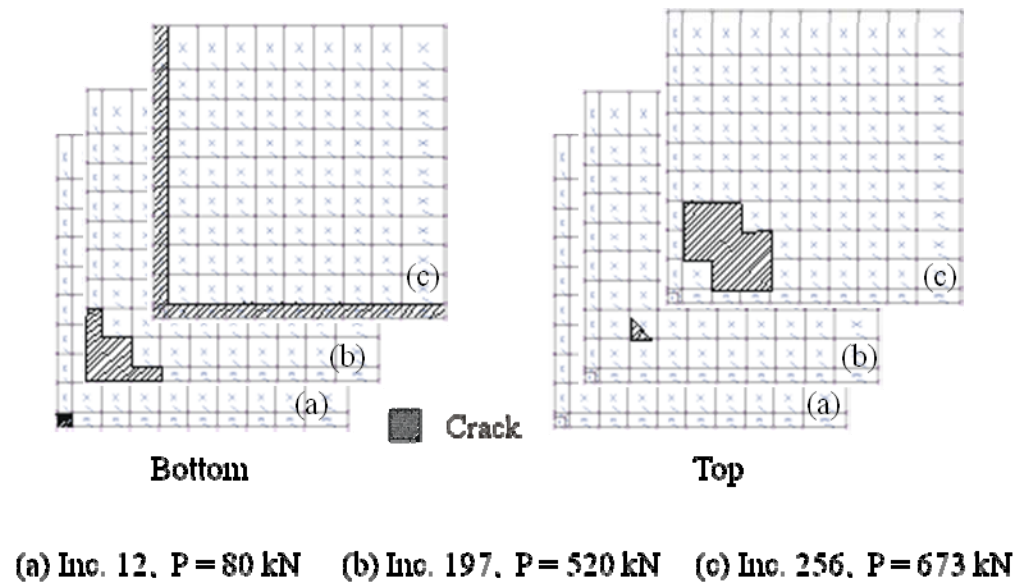 (c)
(c)
(b)
(b)
(a)
(a)
Crack
Bottom
Top
(a) Inc. 12, P = 80 kN (b) Inc. 197, P = 520 kN (c) Inc. 256, P = 673 kN